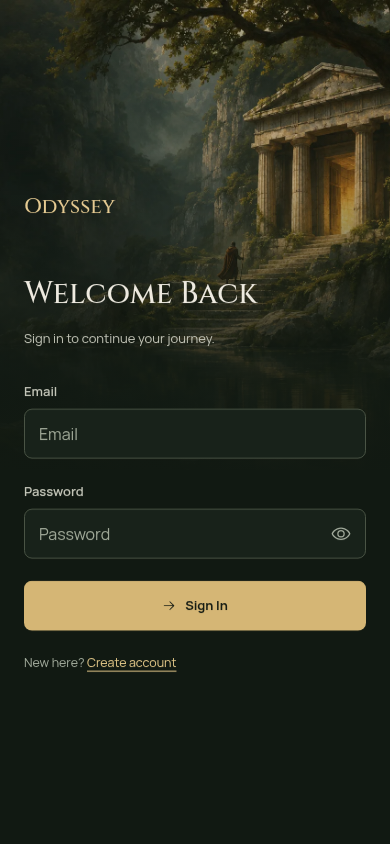 Odyssey
Welcome Back
Sign in to continue your journey.
Email
Email
Password
Password
Sign In
New here? Create account